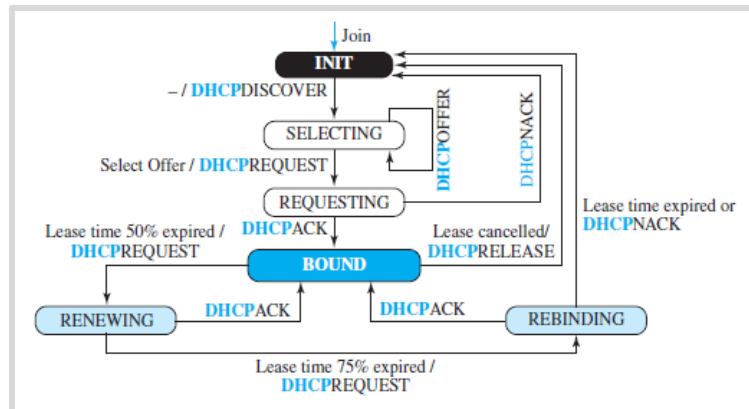 Join
INIT
– / DHCPDISCOVER
SELECTING
DHCPOFFER
DHCPNACK
Select Offer / DHCPREQUEST
REQUESTING
Lease time expired or
DHCPNACK
DHCPACK
Lease time 50% expired /
DHCPREQUEST
Lease cancelled/
DHCPRELEASE
BOUND
RENEWING
DHCPACK
DHCPACK
REBINDING
Lease time 75% expired /
DHCPREQUEST